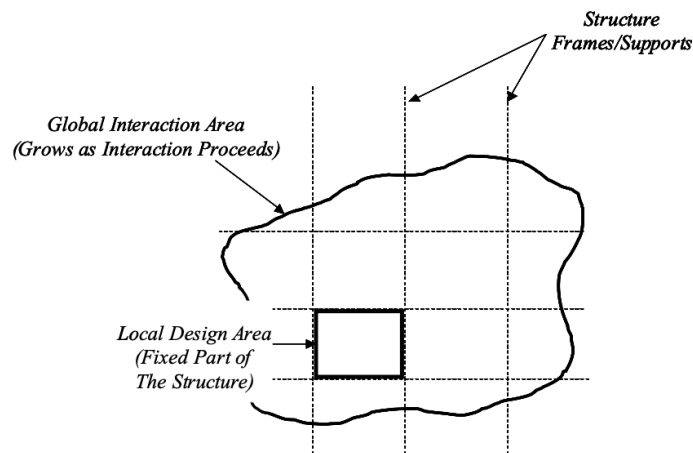 Structure
Frames/Supports
Global Interaction Area
(Grows as Interaction Proceeds)
Local Design Area
(Fixed Part of
The Structure)